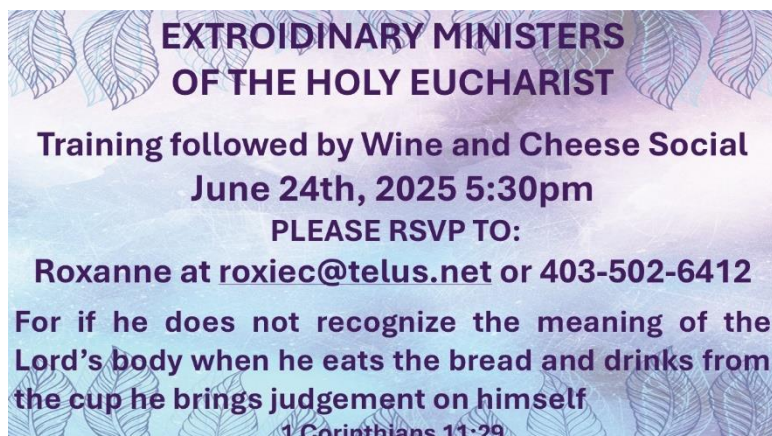 EXTROIDINARY MINISTERS
OF THE HOLY EUCHARIST
Training followed by Wine and Cheese Social
June 24th, 2025 5:30pm
PLEASE RSVP TO:
Roxanne at roxiec@telus.net or 403-502-6412
For if he does not recognize the meaning of the
Lord's body when he eats the bread and drinks from
the cup he brings judgement on himself
1 Corinthians 11:29